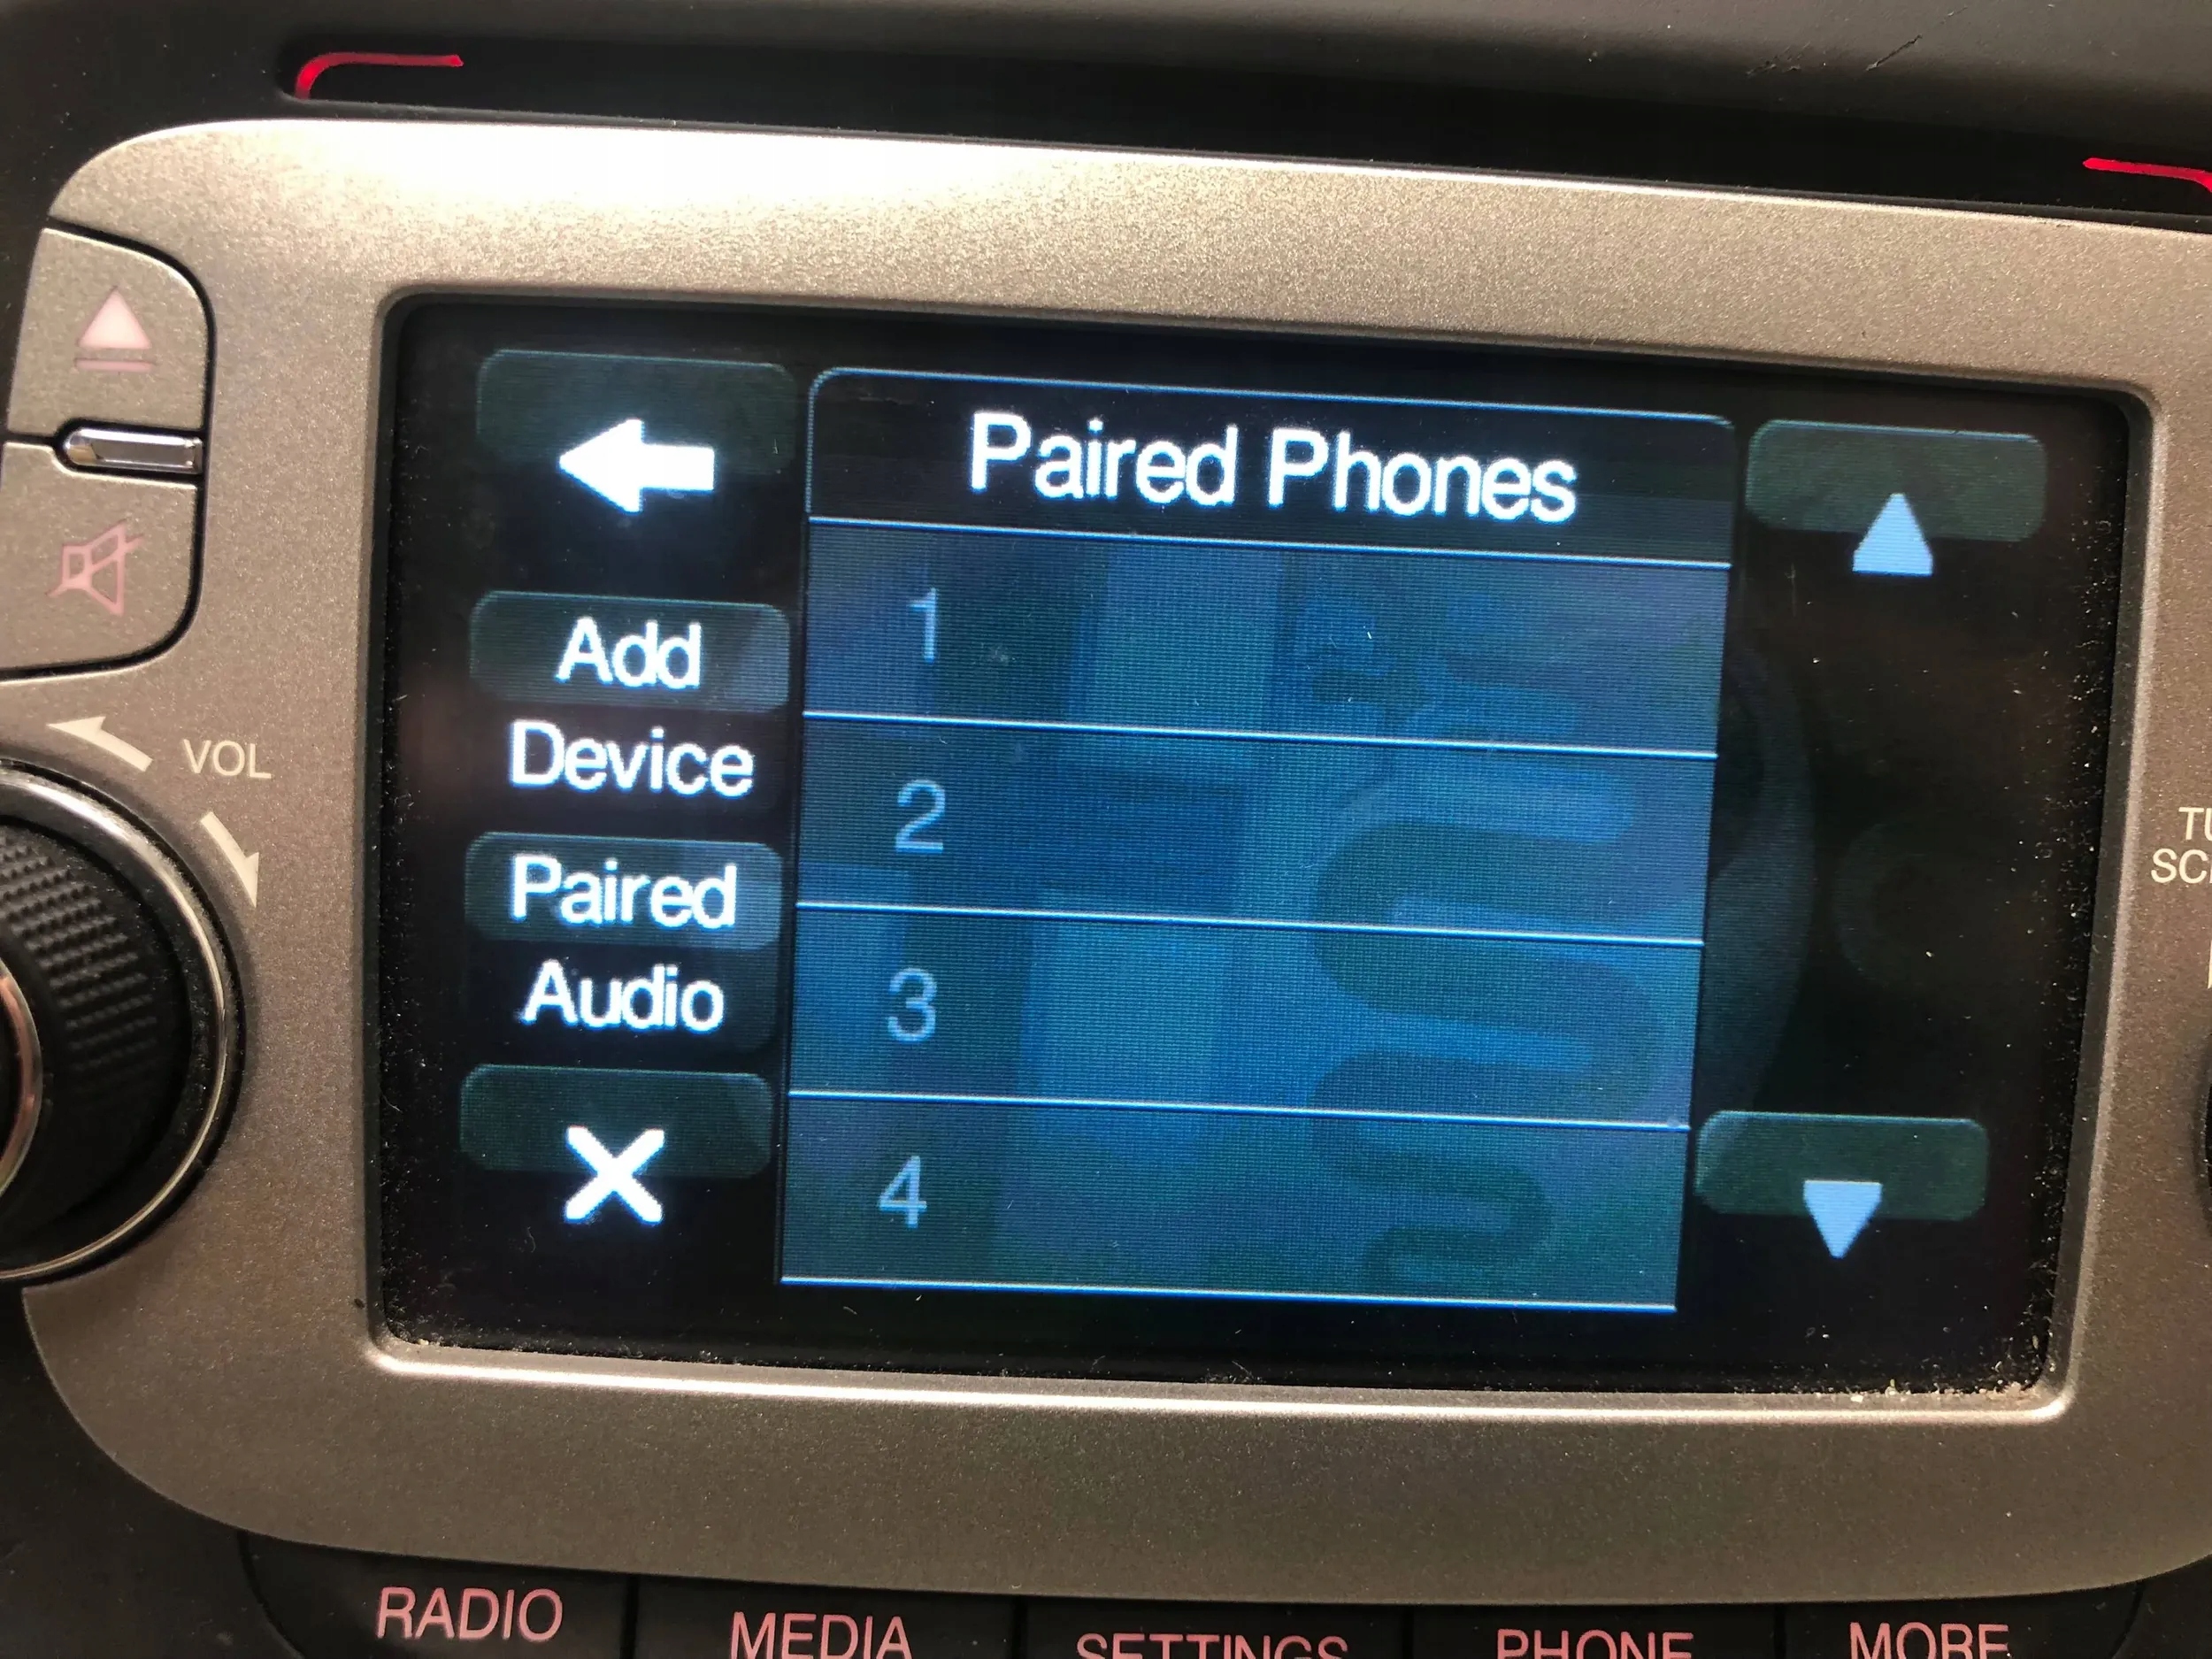 Paired Phones
Add
Device
Paired
Audio
1
2
3
4
VOL
RADIO
MEDIA
SETTINGS
PHONE
MORE